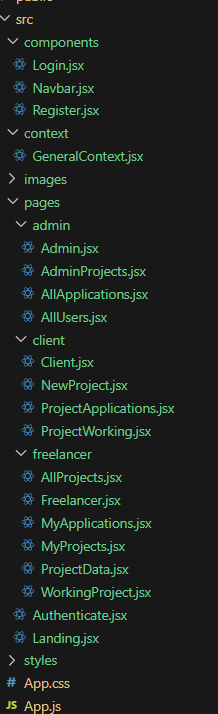 public
src
components
Login.jsx
Navbar.jsx
Register.jsx
context
GeneralContext.jsx
images
pages
admin
Admin.jsx
AdminProjects.jsx
AllApplications.jsx
AllUsers.jsx
client
Client.jsx
NewProject.jsx
ProjectApplications.jsx
ProjectWorking.jsx
freelancer
AllProjects.jsx
Freelancer.jsx
MyApplications.jsx
MyProjects.jsx
ProjectData.jsx
WorkingProject.jsx
Authenticate.jsx
Landing.jsx
styles
# App.css
JS App.js